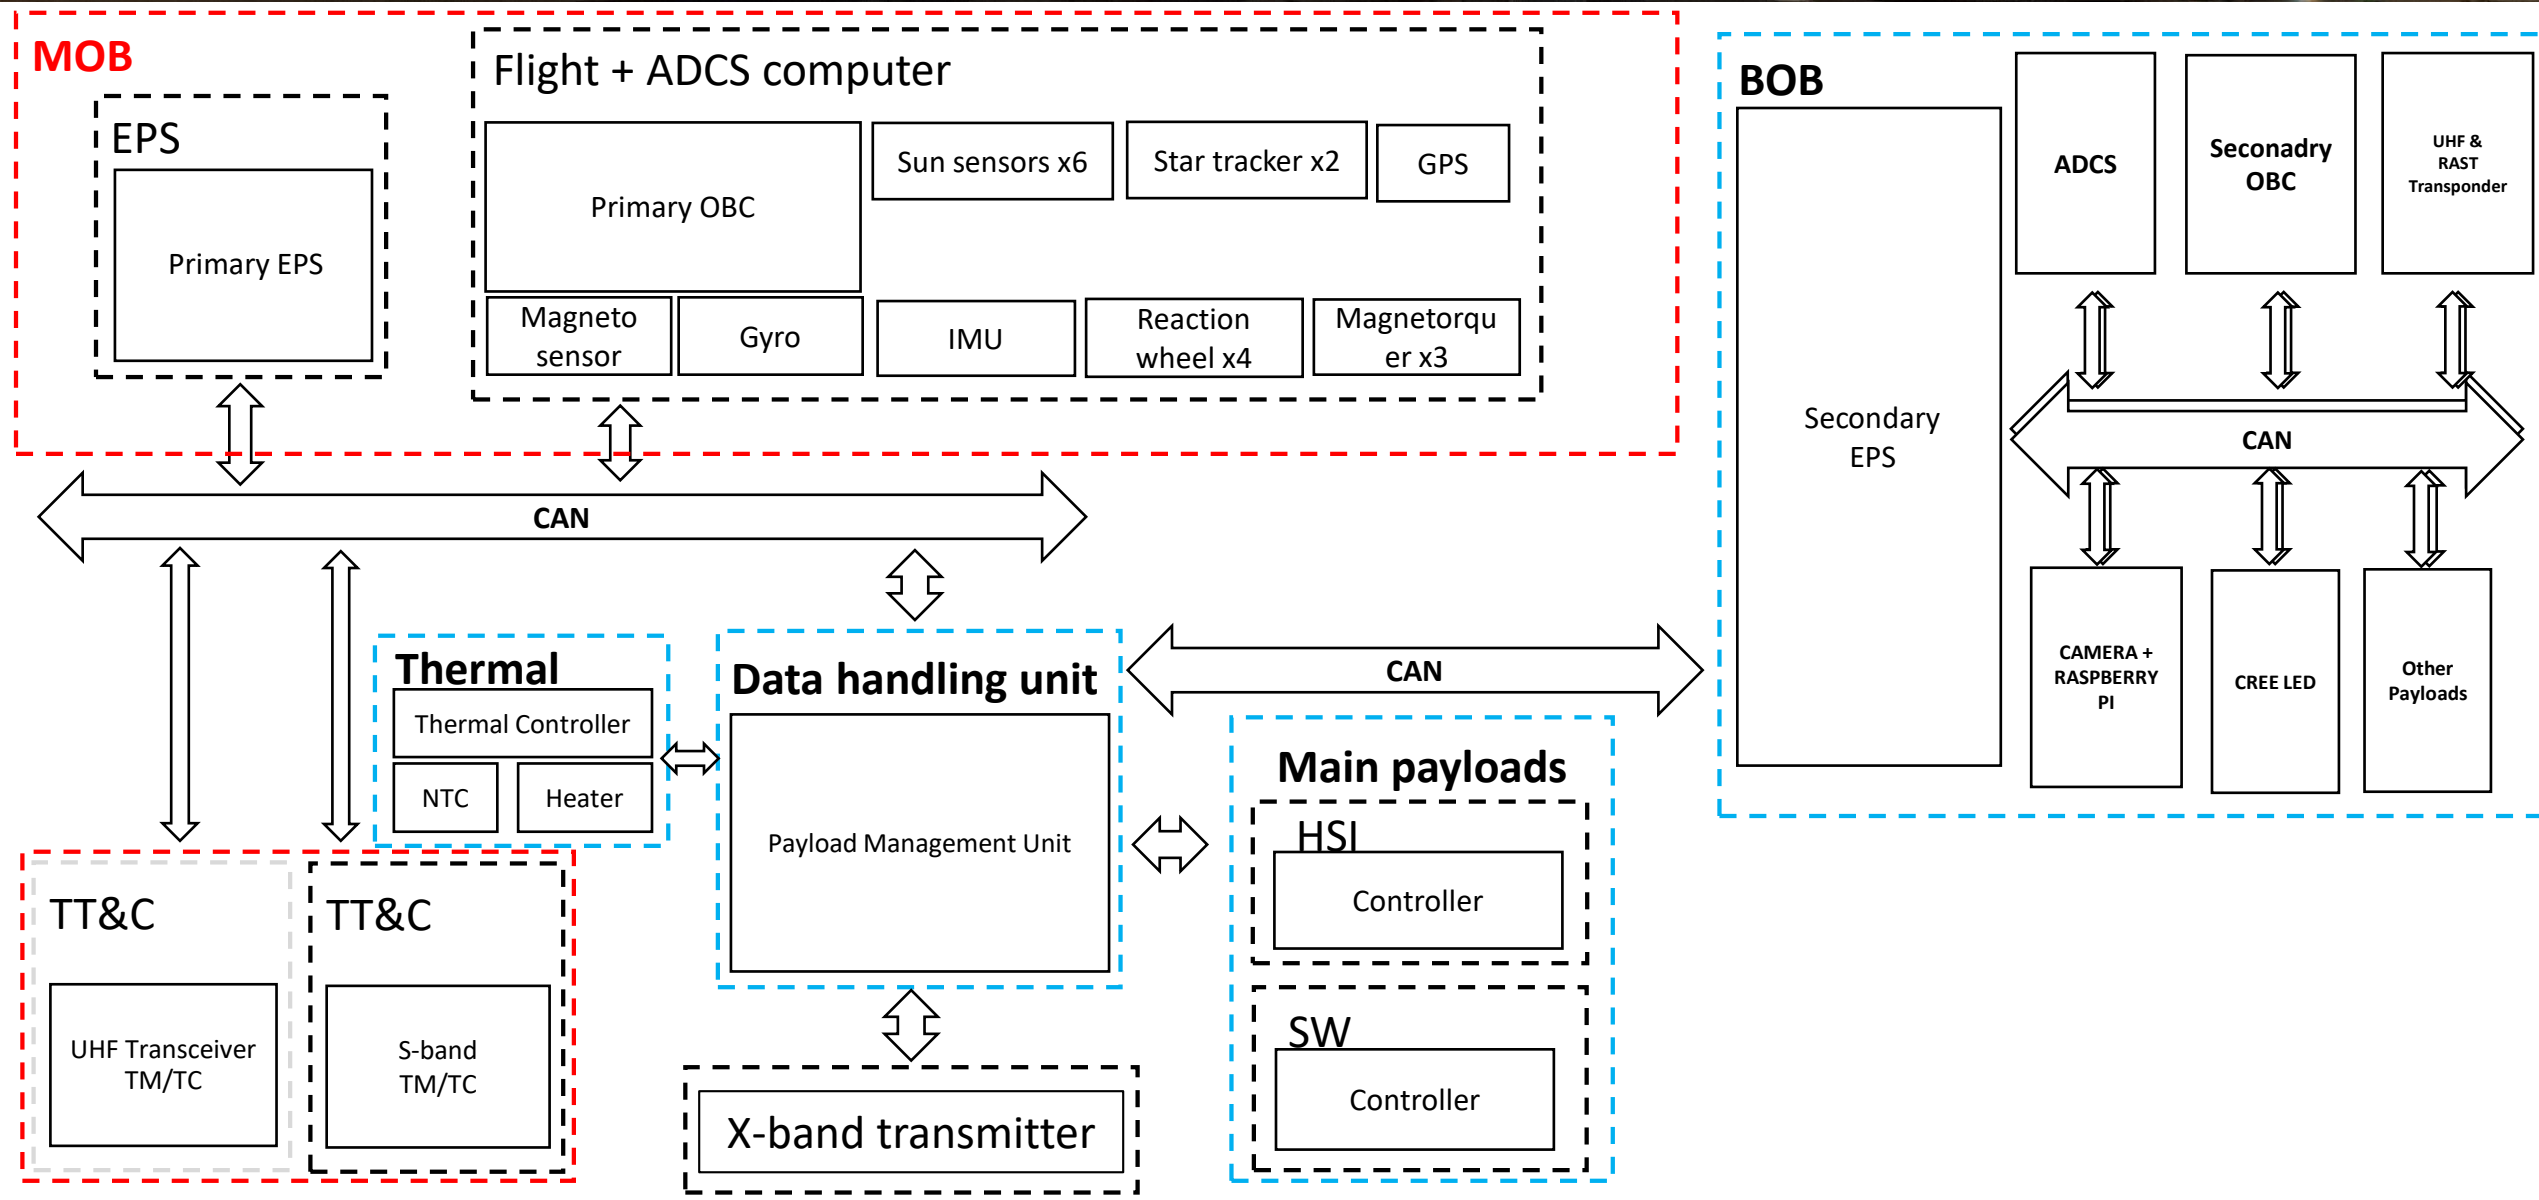 MOB
EPS
Primary EPS
Flight + ADCS computer
Primary OBC
Sun sensors x6
Star tracker x2
GPS
Magneto
sensor
Gyro
IMU
Reaction
wheel x4
Magnetorqu
er x3
CAN
BOB
Secondary
EPS
ADCS
Seconadry
OBC
UHF &
RAST
Transponder
CAN
CAMERA +
RASPBERRY
PI
CREE LED
Other
Payloads
CAN
Thermal
Thermal Controller
NTC
Heater
Data handling unit
Payload Management Unit
Main payloads
HSI
Controller
SW
Controller
TT&C
UHF Transceiver
TM/TC
TT&C
S-band
TM/TC
X-band transmitter